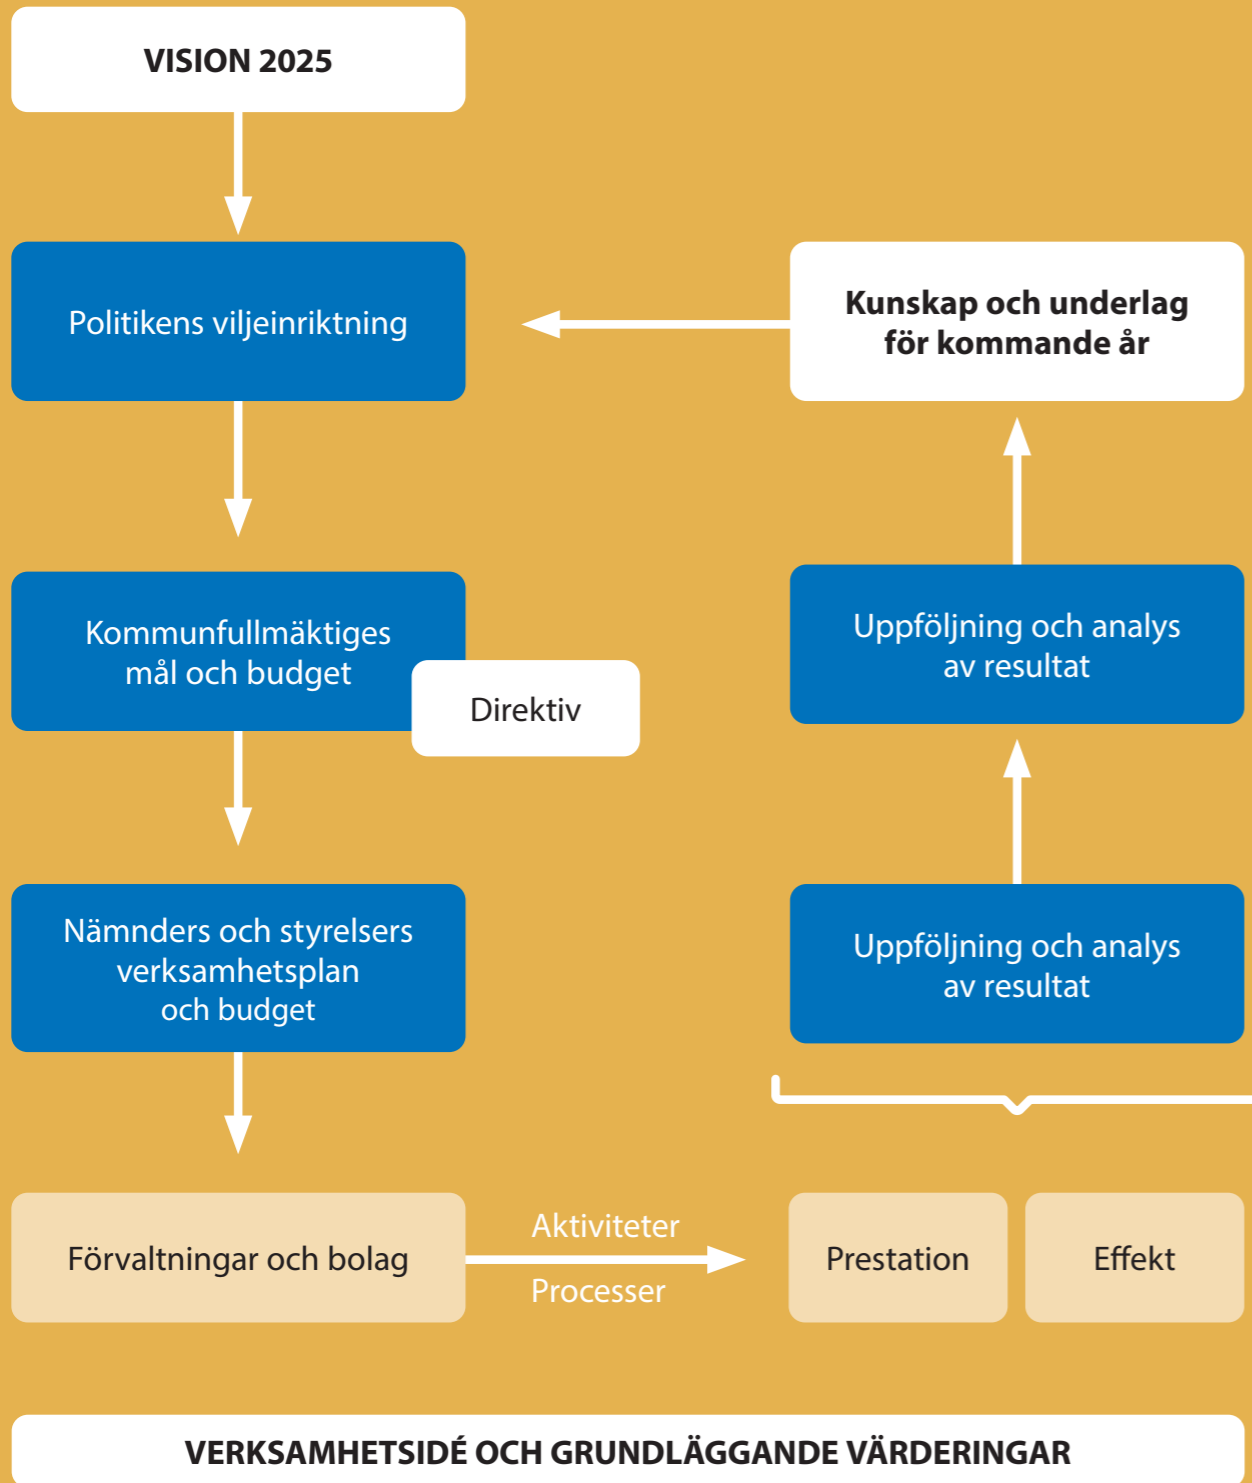 VISION 2025
Politikens viljeinriktning
Kunskap och underlag
för kommande år
Kommunfullmäktiges
mål och budget
Direktiv
Uppföljning och analys
av resultat
Nämnders och styrelsers
verksamhetsplan
och budget
Uppföljning och analys
av resultat
Förvaltningar och bolag
Aktiviteter
Processer
Prestation
Effekt
VERKSAMHETSIDÉ OCH GRUNDLÄGGANDE VÄRDERINGAR